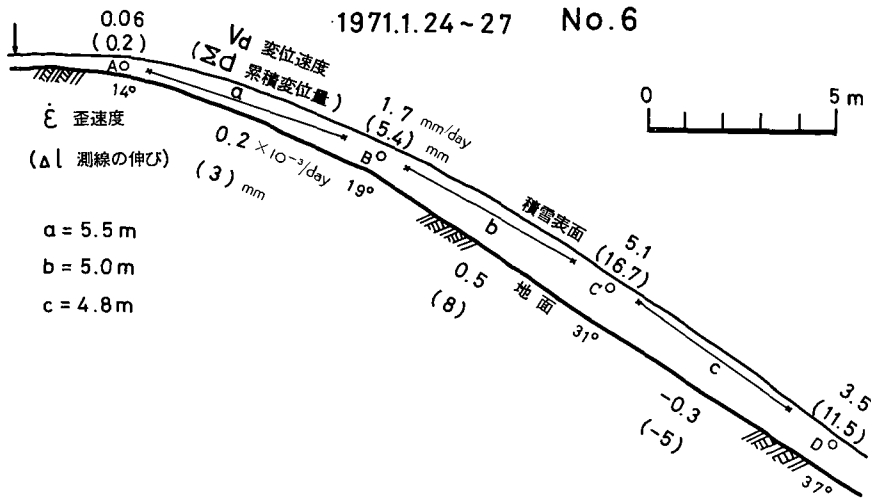 1971.1.24~27 No.6
0.06
(0.2)
Vd 変位速度
(Σd 累積変位量)
A
14°
a
ε̇ 歪速度
(Δl 測線の伸び)
0.2 ×10⁻³/day
(3) mm
1.7 mm/day
(5.4) mm
B
19°
0 5 m
a = 5.5 m
b = 5.0 m
c = 4.8 m
b
積雪表面
5.1
(16.7)
0.5
(8)
地面
C
31°
c
-0.3
(-5)
3.5
(11.5)
D
37°